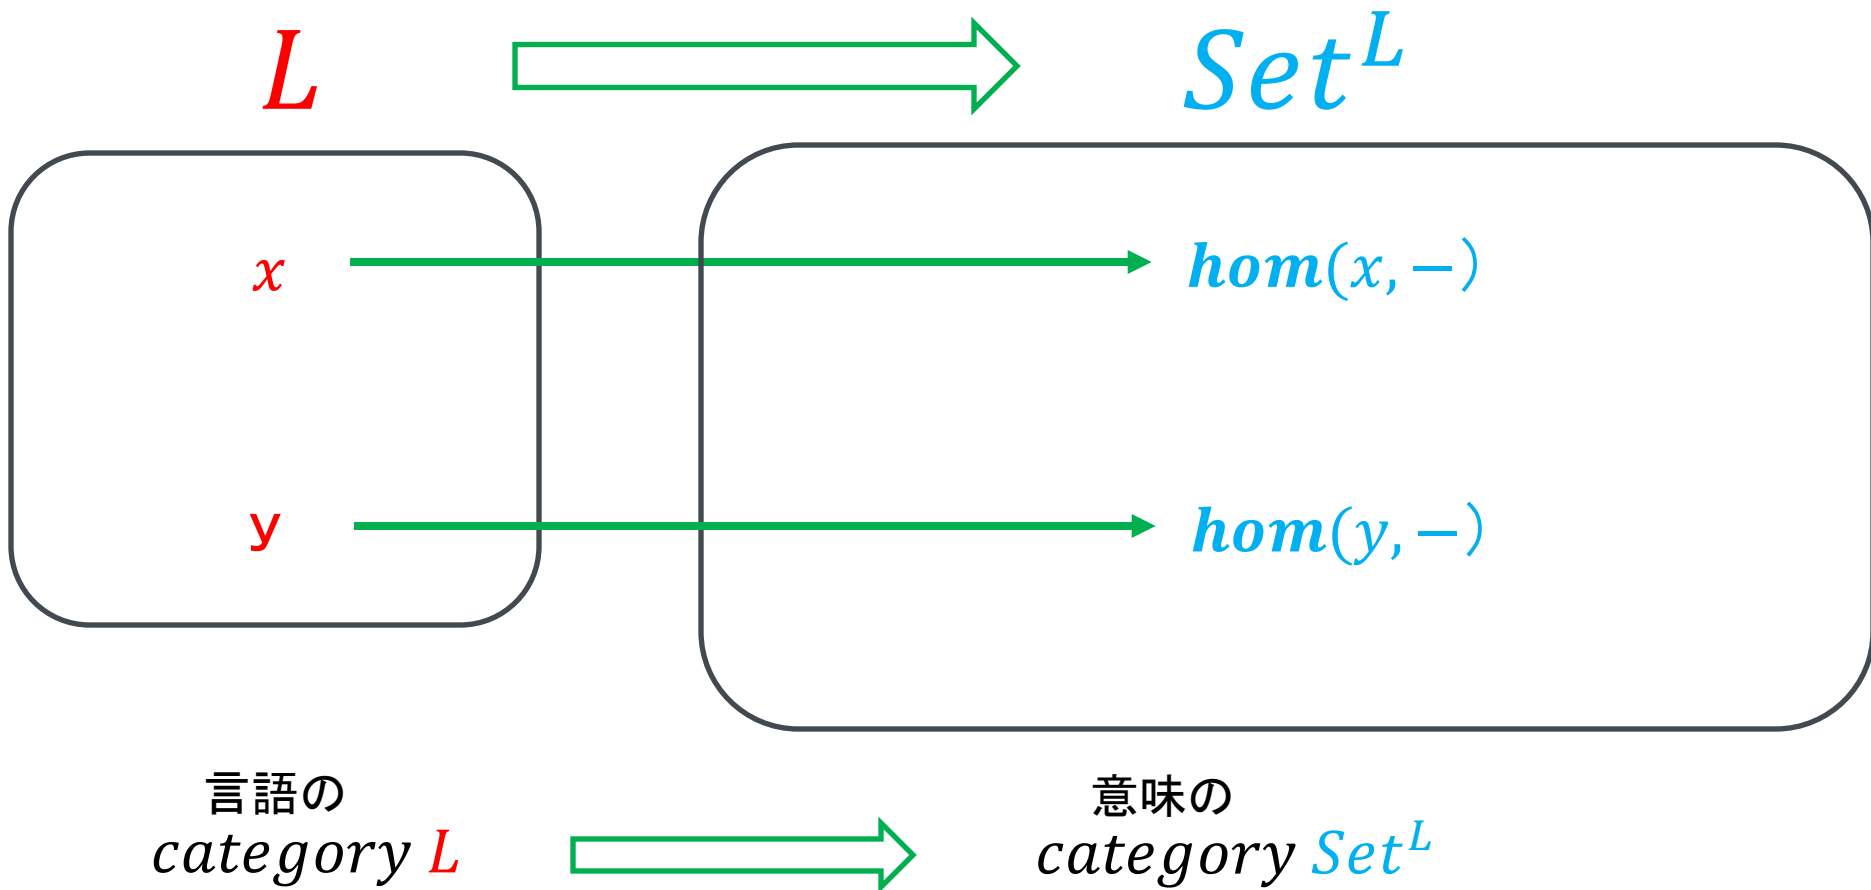 L Set^L
x hom(x, −)
y hom(y, −)
言語の 意味の
category L category Set^L